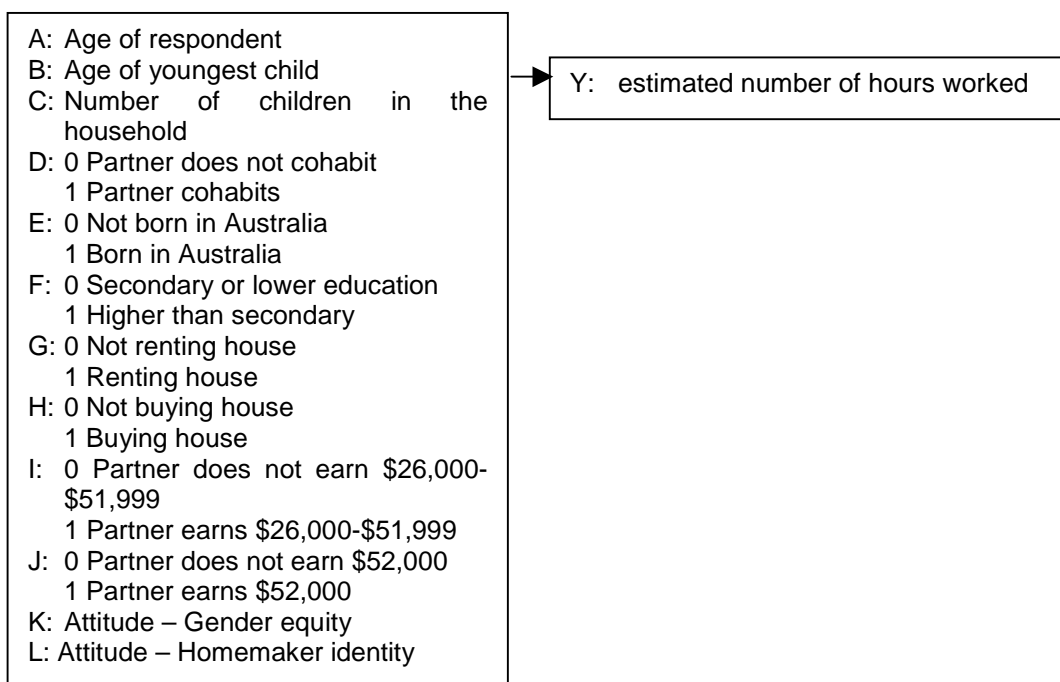 A: Age of respondent
B: Age of youngest child
C: Number of children in the
household
D: 0 Partner does not cohabit
1 Partner cohabits
E: 0 Not born in Australia
1 Born in Australia
F: 0 Secondary or lower education
1 Higher than secondary
G: 0 Not renting house
1 Renting house
H: 0 Not buying house
1 Buying house
I: 0 Partner does not earn $26,000-
$51,999
1 Partner earns $26,000-$51,999
J: 0 Partner does not earn $52,000
1 Partner earns $52,000
K: Attitude – Gender equity
L: Attitude – Homemaker identity
Y: estimated number of hours worked